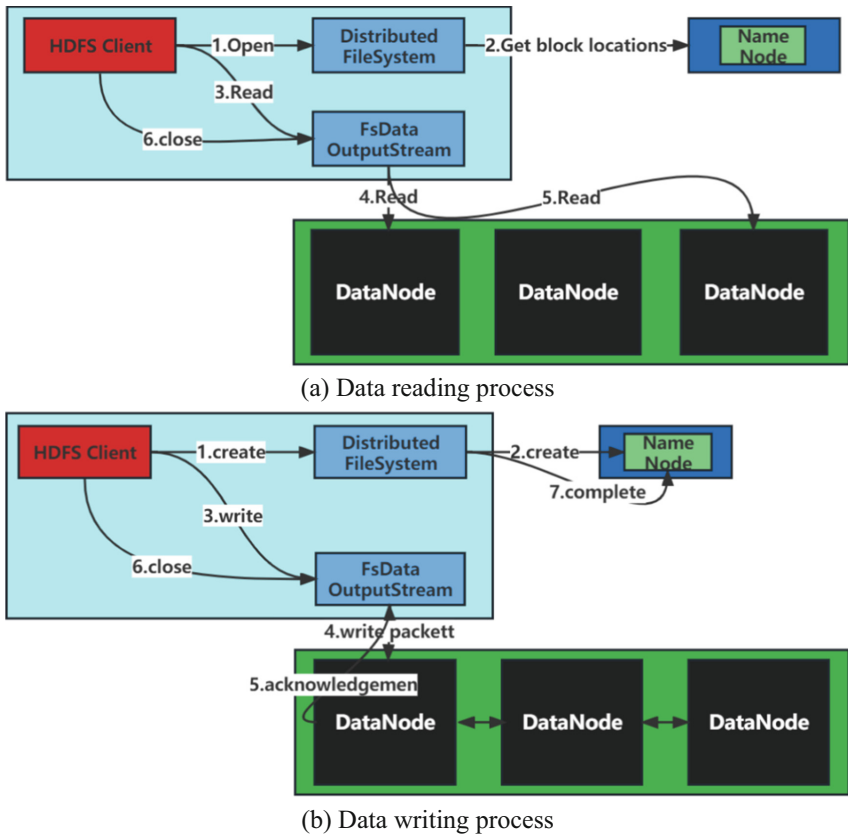 HDFS Client
1.Open
Distributed
FileSystem
2.Get block locations
Name
Node
3.Read
6.close
FsData
OutputStream
4.Read
5.Read
DataNode
DataNode
DataNode
(a) Data reading process
HDFS Client
1.create
Distributed
FileSystem
2.create
Name
Node
7.complete
3.write
6.close
FsData
OutputStream
4.write packett
5.acknowledgemen
DataNode
DataNode
DataNode
(b) Data writing process